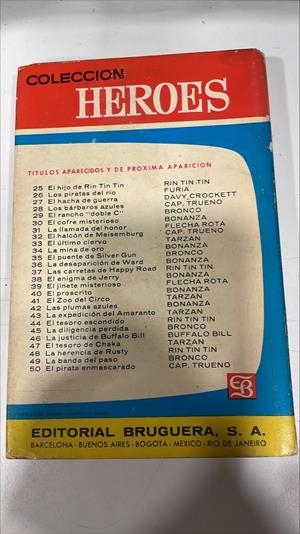 COLECCION
HEROES
TITULOS APARECIDOS Y DE PROXIMA APARICION
25 El hijo de Rin Tin Tin RIN TIN TIN
26 Los piratas del río FURIA
27 El hacha de guerra DAVY CROCKETT
28 Los bárbaros azules CAP. TRUENO
29 El rancho "doble C" BRONCO
30 El cofre misterioso BONANZA
31 La llamada del honor FLECHA ROTA
32 El halcón de Meisemburg CAP. TRUENO
33 El último ciervo TARZAN
34 La mina de oro BONANZA
35 El puente de Silver Gun BRONCO
36 La desaparición de Ward BONANZA
37 Las carretas de Happy Road RIN TIN TIN
38 El enigma de Jerry BONANZA
39 El jinete misterioso FLECHA ROTA
40 El proscrito BONANZA
41 El Zoo del Circo TARZAN
42 Las plumas azules BONANZA
43 La expedición del Amaranto TARZAN
44 El tesoro escondido RIN TIN TIN
45 La diligencia perdida BRONCO
46 La justicia de Buffalo Bill BUFFALO BILL
47 El tesoro de Chaka TARZAN
48 La herencia de Rusty RIN TIN TIN
49 La banda del paso BRONCO
50 El pirata enmascarado CAP. TRUENO
EB
EDITORIAL BRUGUERA, S. A.
BARCELONA - BUENOS AIRES - BOGOTA - MEXICO - RIO DE JANEIRO